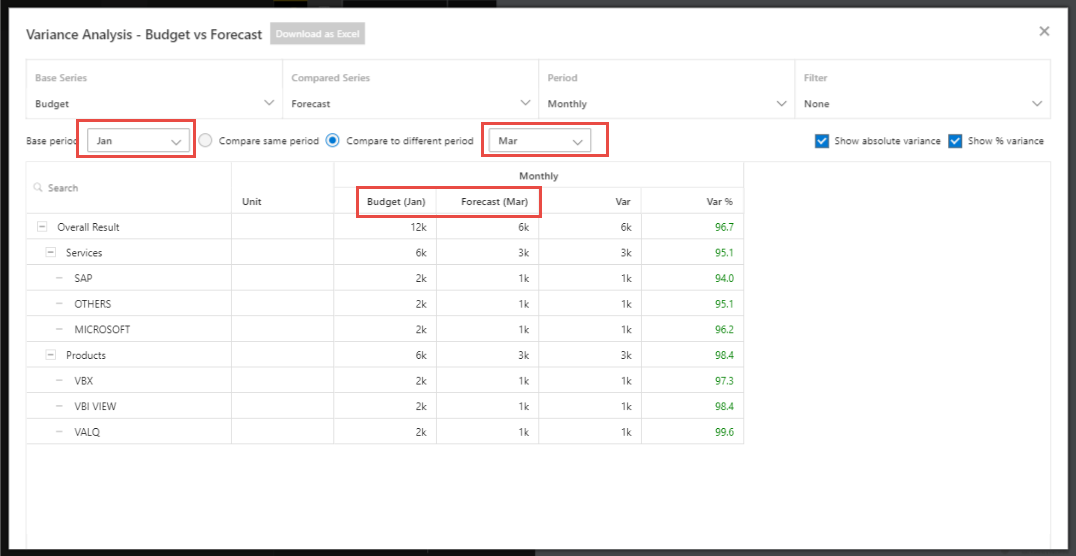 Variance Analysis - Budget vs Forecast Download as Excel
Base Series Compared Series Period Filter
Budget Forecast Monthly None
Base period Jan Compare same period Compare to different period Mar Show absolute variance Show % variance
Monthly
Search
Unit Budget (Jan) Forecast (Mar) Var Var %
Overall Result 12k 6k 6k 96.7
Services 6k 3k 3k 95.1
SAP 2k 1k 1k 94.0
OTHERS 2k 1k 1k 95.1
MICROSOFT 2k 1k 1k 96.2
Products 6k 3k 3k 98.4
VBX 2k 1k 1k 97.3
VBI VIEW 2k 1k 1k 98.4
VALQ 2k 1k 1k 99.6